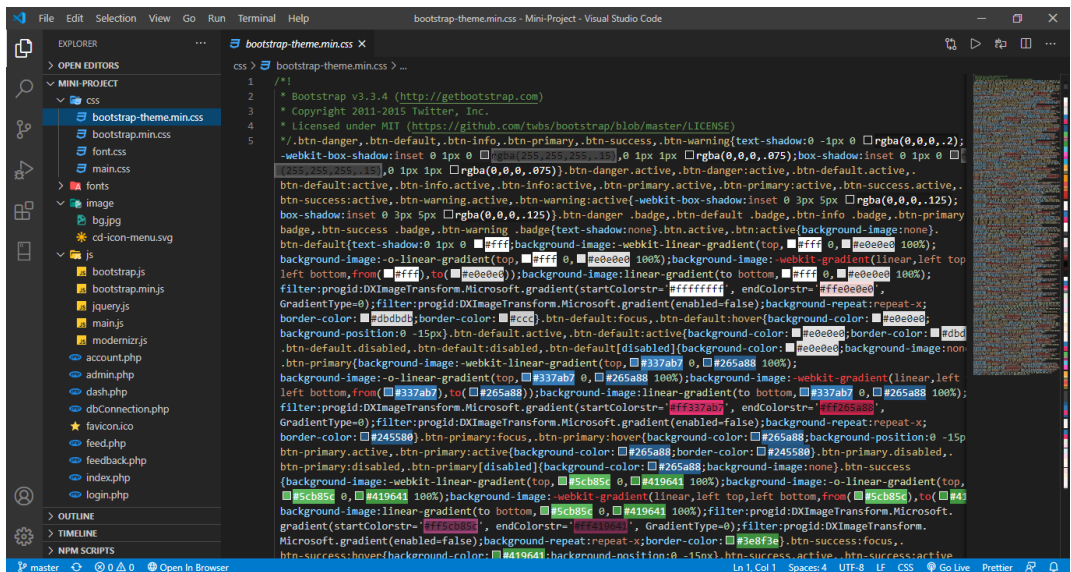 File Edit Selection View Go Run Terminal Help
bootstrap-theme.min.css - Mini-Project - Visual Studio Code
EXPLORER
OPEN EDITORS
MINI-PROJECT
css
bootstrap-theme.min.css
bootstrap.min.css
font.css
main.css
fonts
image
bg.jpg
cd-icon-menu.svg
js
bootstrap.js
bootstrap.min.js
jquery.js
main.js
modernizr.js
account.php
admin.php
dash.php
dbConnection.php
favicon.ico
feed.php
feedback.php
index.php
login.php
OUTLINE
TIMELINE
NPM SCRIPTS
bootstrap-theme.min.css
css > bootstrap-theme.min.css > ...
1 /*!
2 * Bootstrap v3.3.4 (http://getbootstrap.com)
3 * Copyright 2011-2015 Twitter, Inc.
4 * Licensed under MIT (https://github.com/twbs/bootstrap/blob/master/LICENSE)
5 */.btn-danger,.btn-default,.btn-info,.btn-primary,.btn-success,.btn-warning{text-shadow:0 -1px 0 rgba(0,0,0,.2);
-webkit-box-shadow:inset 0 1px 0 rgba(255,255,255,.15),0 1px 1px rgba(0,0,0,.075);box-shadow:inset 0 1px 0
(255,255,255,.15),0 1px 1px rgba(0,0,0,.075)}.btn-danger.active,.btn-danger:active,.btn-default.active,.
btn-default:active,.btn-info.active,.btn-info:active,.btn-primary.active,.btn-primary:active,.btn-success.active,.
btn-success:active,.btn-warning.active,.btn-warning:active{-webkit-box-shadow:inset 0 3px 5px rgba(0,0,0,.125);
box-shadow:inset 0 3px 5px rgba(0,0,0,.125)}.btn-danger .badge,.btn-default .badge,.btn-info .badge,.btn-primary
badge,.btn-success .badge,.btn-warning .badge{text-shadow:none}.btn.active,.btn:active{background-image:none}.
btn-default{text-shadow:0 1px 0 #fff;background-image:-webkit-linear-gradient(top,#fff 0,#e0e0e0 100%);
background-image:-o-linear-gradient(top,#fff 0,#e0e0e0 100%);background-image:-webkit-gradient(linear,left top
left bottom,from(#fff),to(#e0e0e0));background-image:linear-gradient(to bottom,#fff 0,#e0e0e0 100%);
filter:progid:DXImageTransform.Microsoft.gradient(startColorstr='#ffffffff', endColorstr='#ffe0e0e0',
GradientType=0);filter:progid:DXImageTransform.Microsoft.gradient(enabled=false);background-repeat:repeat-x;
border-color:#dbdbdb;border-color:#ccc}.btn-default:focus,.btn-default:hover{background-color:#e0e0e0;
background-position:0 -15px}.btn-default.active,.btn-default:active{background-color:#e0e0e0;border-color:#dbd
.btn-default.disabled,.btn-default:disabled,.btn-default[disabled]{background-color:#e0e0e0;background-image:non
.btn-primary{background-image:-webkit-linear-gradient(top,#337ab7 0,#265a88 100%);
background-image:-o-linear-gradient(top,#337ab7 0,#265a88 100%);background-image:-webkit-gradient(linear,left
left bottom,from(#337ab7),to(#265a88));background-image:linear-gradient(to bottom,#337ab7 0,#265a88 100%);
filter:progid:DXImageTransform.Microsoft.gradient(startColorstr='#ff337ab7', endColorstr='#ff265a88',
GradientType=0);filter:progid:DXImageTransform.Microsoft.gradient(enabled=false);background-repeat:repeat-x;
border-color:#245580}.btn-primary:focus,.btn-primary:hover{background-color:#265a88;background-position:0 -15p
btn-primary.active,.btn-primary:active{background-color:#265a88;border-color:#245580}.btn-primary.disabled,.
btn-primary:disabled,.btn-primary[disabled]{background-color:#265a88;background-image:none}.btn-success
{background-image:-webkit-linear-gradient(top,#5cb85c 0,#419641 100%);background-image:-o-linear-gradient(top,
#5cb85c 0,#419641 100%);background-image:-webkit-gradient(linear,left top,left bottom,from(#5cb85c),to(#41
background-image:linear-gradient(to bottom,#5cb85c 0,#419641 100%);filter:progid:DXImageTransform.Microsoft.
gradient(startColorstr='#ff5cb85c', endColorstr='#ff419641', GradientType=0);filter:progid:DXImageTransform.
Microsoft.gradient(enabled=false);background-repeat:repeat-x;border-color:#3e8f3e}.btn-success:focus,.
btn-success:hover{background-color:#419641;background-position:0 -15px}.btn-success.active,.btn-success:active
master 0 0 Open In Browser
Ln 1, Col 1 Spaces: 4 UTF-8 LF CSS Go Live Prettier